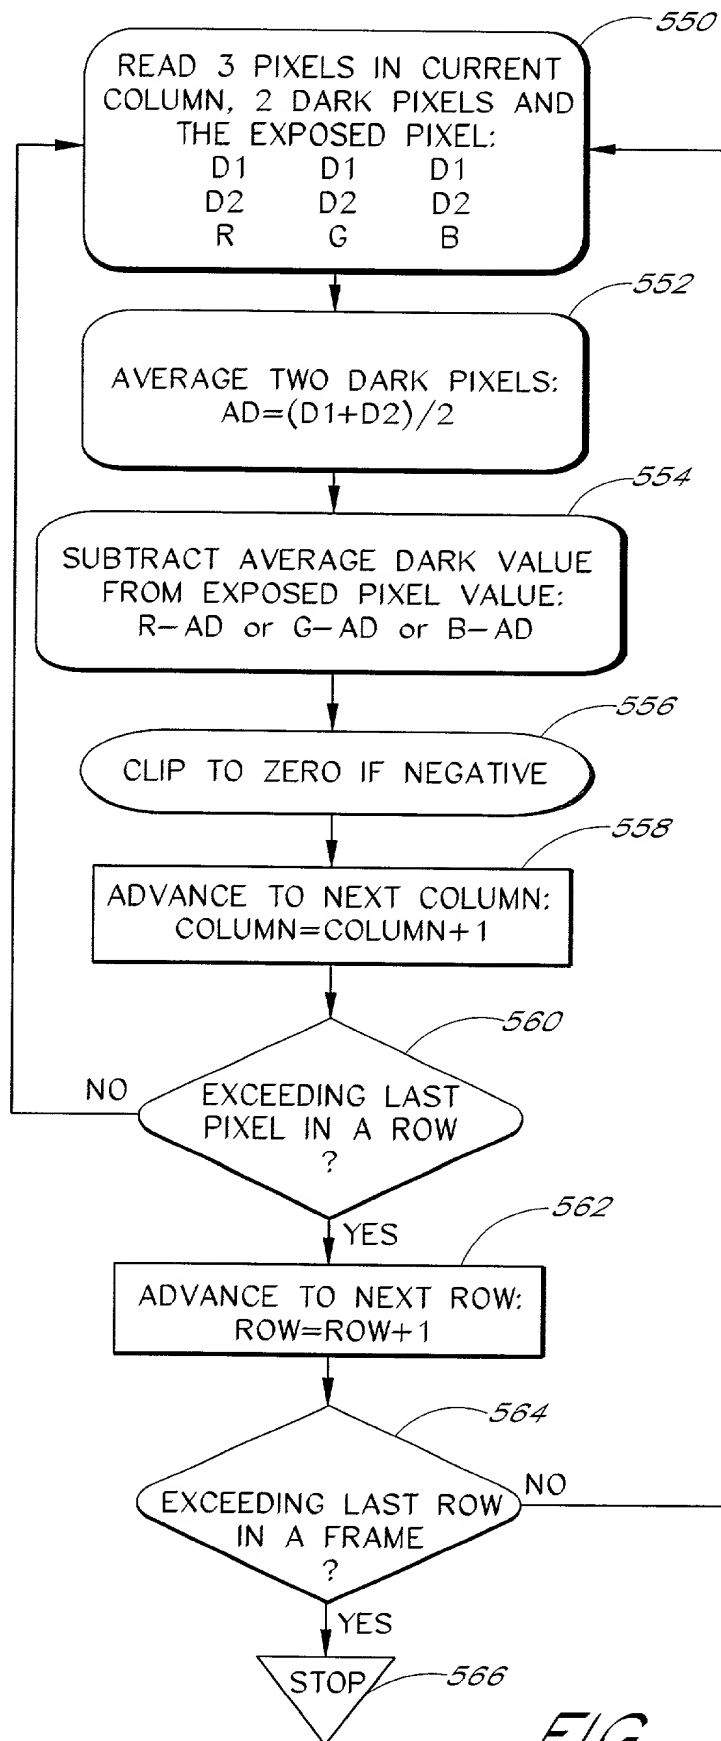 550
READ 3 PIXELS IN CURRENT
COLUMN, 2 DARK PIXELS AND
THE EXPOSED PIXEL:
D1 D1 D1
D2 D2 D2
R G B
552
AVERAGE TWO DARK PIXELS:
AD=(D1+D2)/2
554
SUBTRACT AVERAGE DARK VALUE
FROM EXPOSED PIXEL VALUE:
R-AD or G-AD or B-AD
556
CLIP TO ZERO IF NEGATIVE
558
ADVANCE TO NEXT COLUMN:
COLUMN=COLUMN+1
560
NO
EXCEEDING LAST
PIXEL IN A ROW
?
YES
562
ADVANCE TO NEXT ROW:
ROW=ROW+1
564
NO
EXCEEDING LAST ROW
IN A FRAME
?
YES
STOP
566
FIG